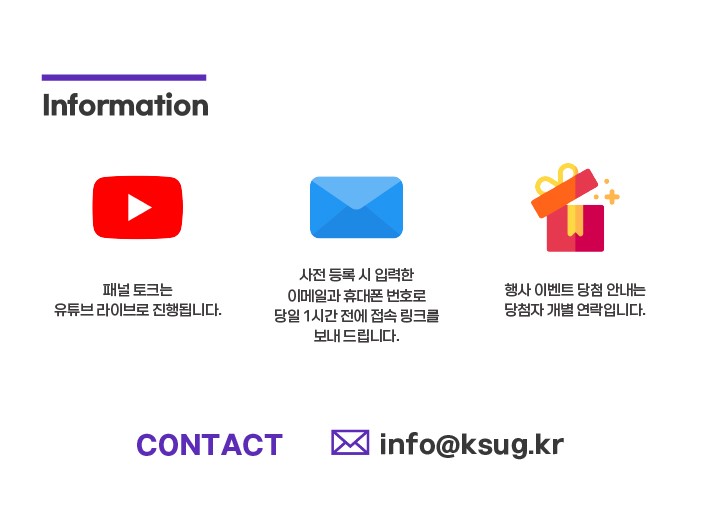 Information
패널 토크는
유튜브 라이브로 진행됩니다.
사전 등록 시 입력한
이메일과 휴대폰 번호로
당일 1시간 전에 접속 링크를
보내 드립니다.
행사 이벤트 당첨 안내는
당첨자 개별 연락입니다.
CONTACT
info@ksug.kr